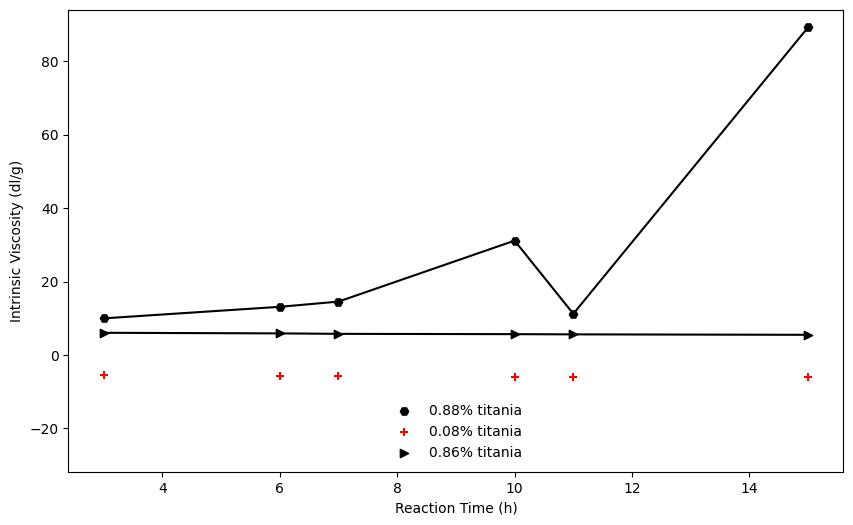 80
60
40
20
0
−20
Intrinsic Viscosity (dl/g)
0.88% titania
0.08% titania
0.86% titania
4
6
8
10
12
14
Reaction Time (h)